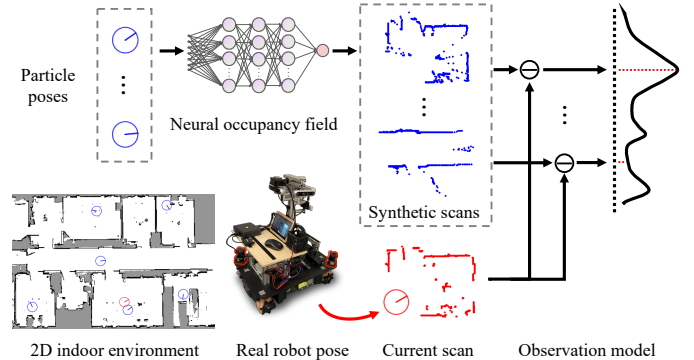 Particle
poses
Neural occupancy field
Synthetic scans
2D indoor environment
Real robot pose
Current scan
Observation model